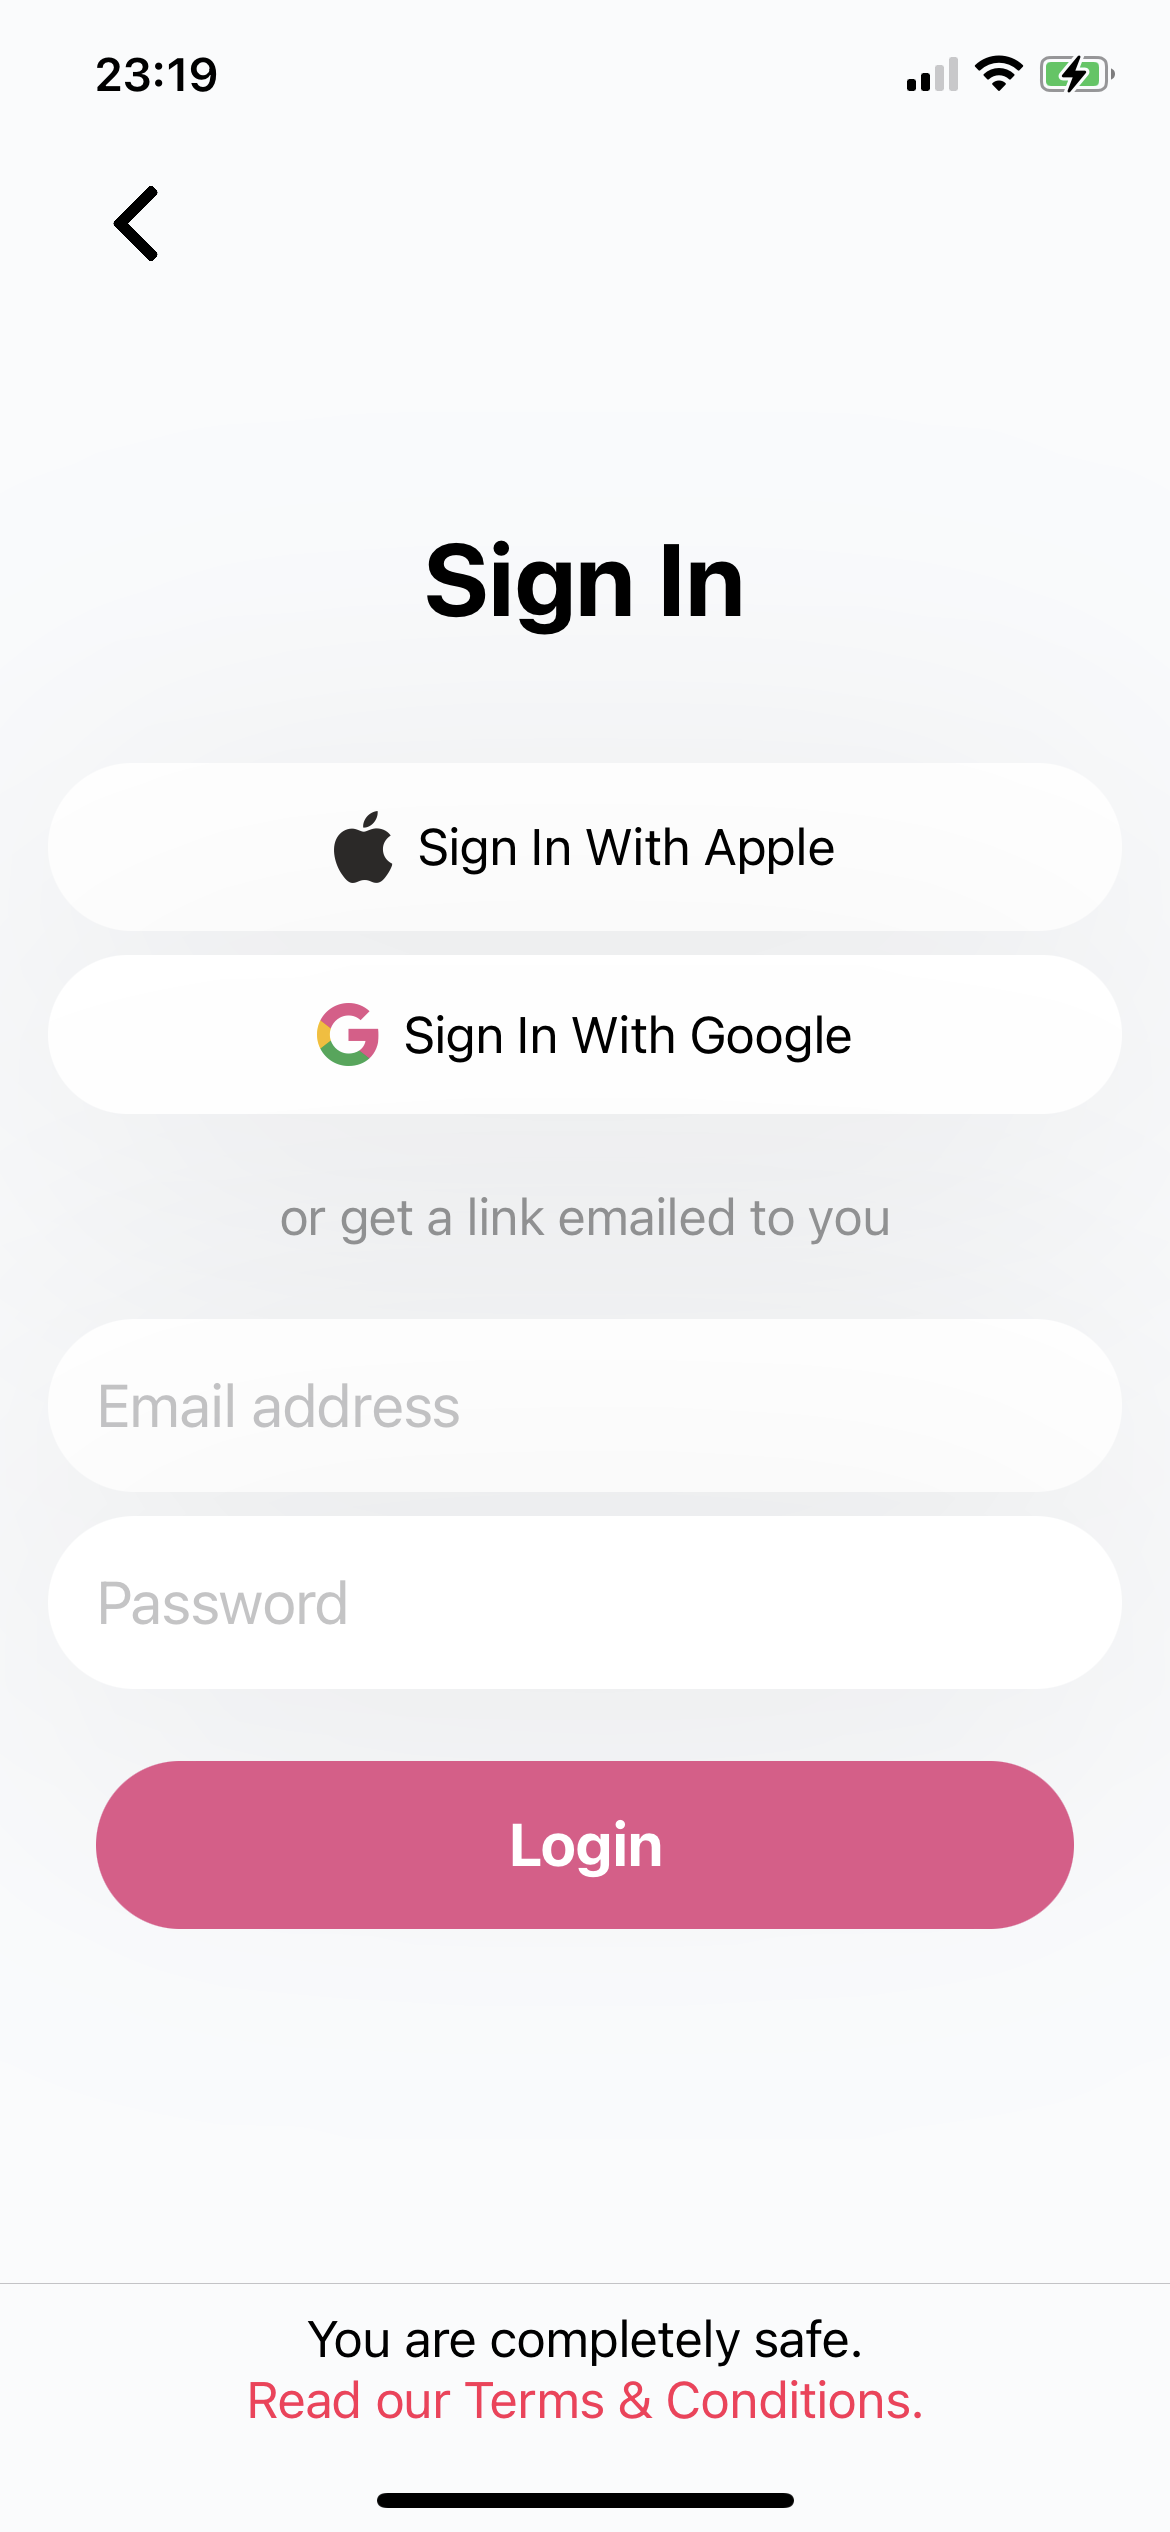 23:19
Sign In
Sign In With Apple
Sign In With Google
or get a link emailed to you
Email address
Password
Login
You are completely safe.
Read our Terms & Conditions.